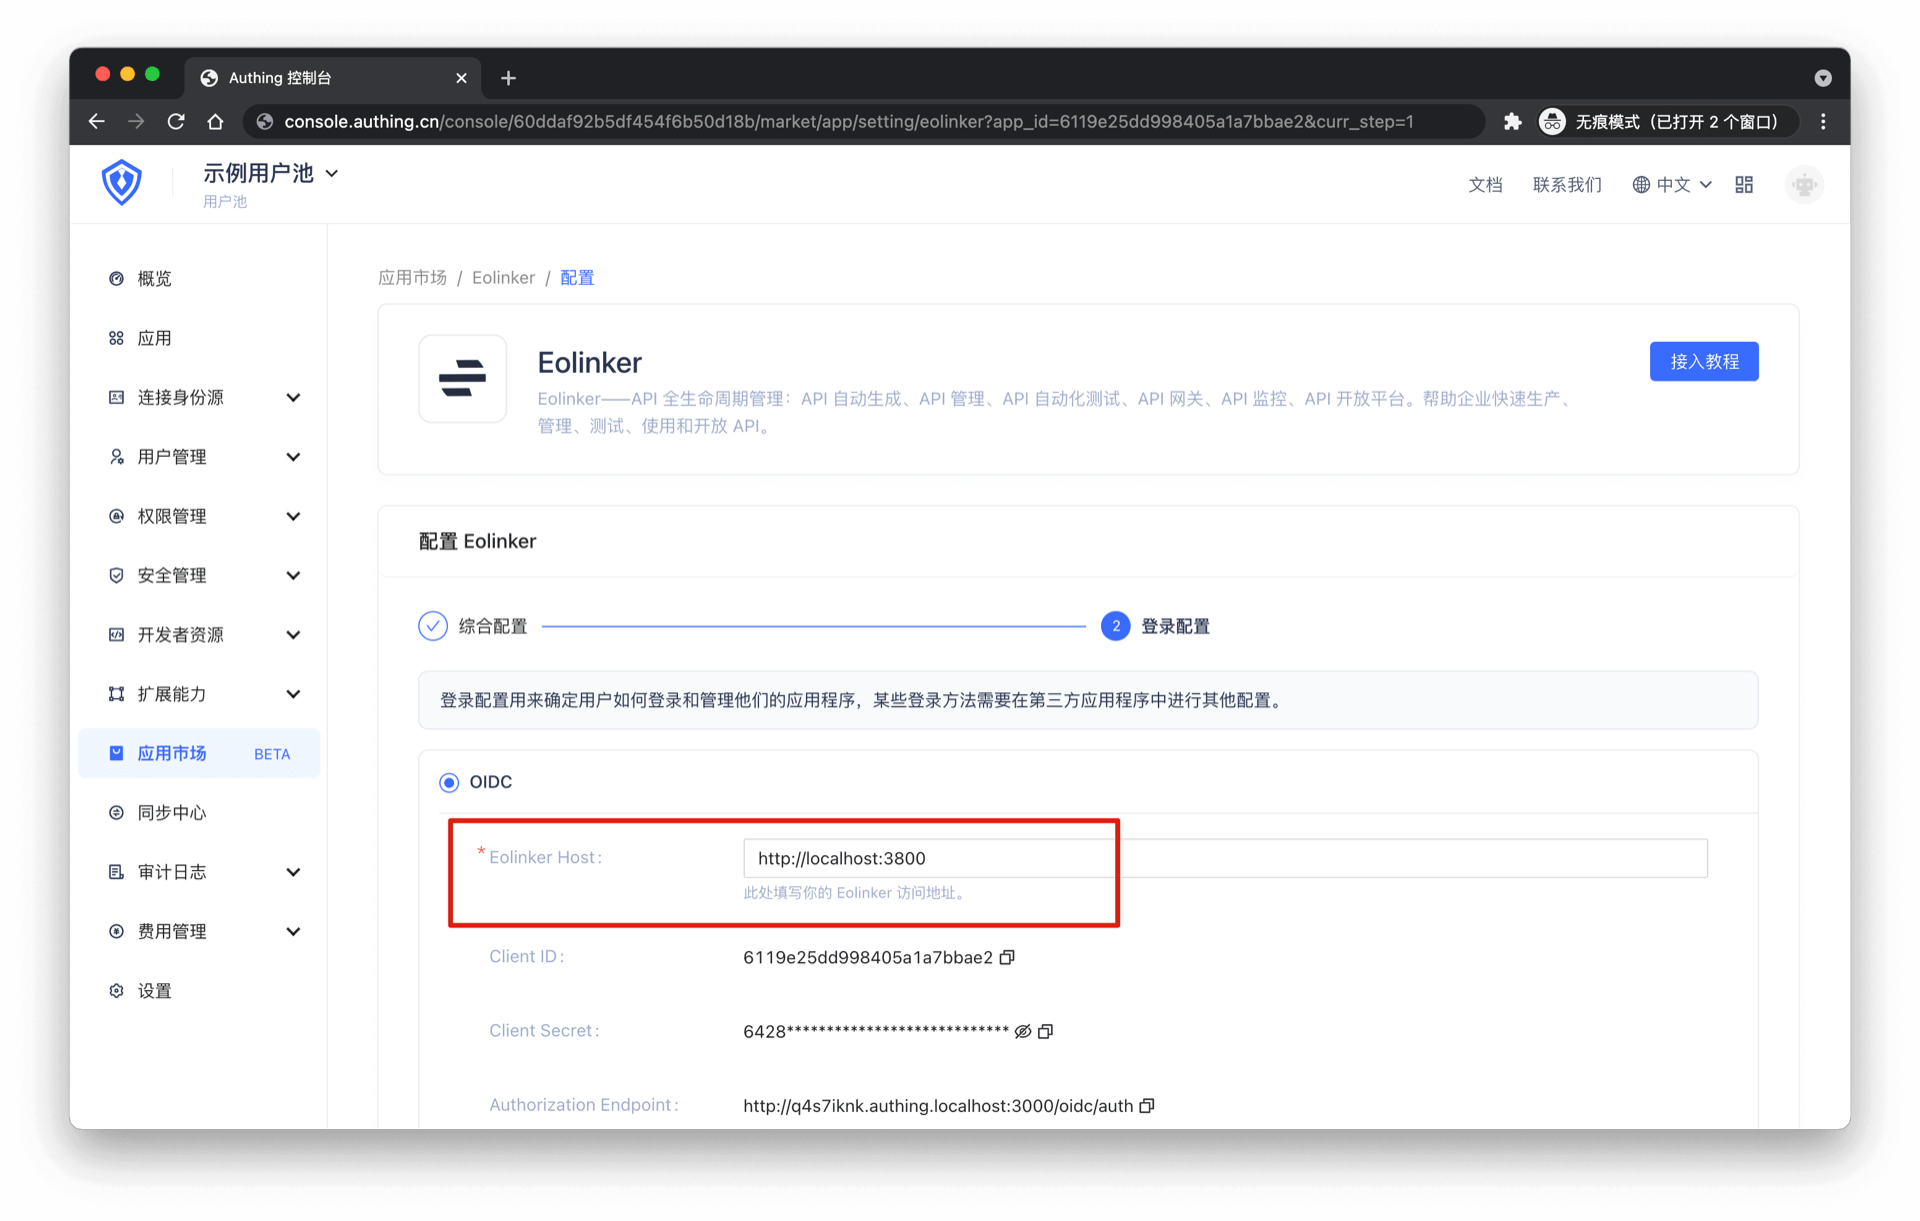 Authing 控制台
console.authing.cn/console/60ddaf92b5df454f6b50d18b/market/app/setting/eolinker?app_id=6119e25dd998405a1a7bbae2&curr_step=1
无痕模式（已打开 2 个窗口）
示例用户池
用户池
文档
联系我们
中文
概览
应用
连接身份源
用户管理
权限管理
安全管理
开发者资源
扩展能力
应用市场 BETA
同步中心
审计日志
费用管理
设置
应用市场 / Eolinker / 配置
Eolinker
接入教程
Eolinker——API 全生命周期管理：API 自动生成、API 管理、API 自动化测试、API 网关、API 监控、API 开放平台。帮助企业快速生产、
管理、测试、使用和开放 API。
配置 Eolinker
综合配置
2 登录配置
登录配置用来确定用户如何登录和管理他们的应用程序，某些登录方法需要在第三方应用程序中进行其他配置。
OIDC
* Eolinker Host: http://localhost:3800
此处填写你的 Eolinker 访问地址。
Client ID: 6119e25dd998405a1a7bbae2
Client Secret: 6428****************************
Authorization Endpoint: http://q4s7iknk.authing.localhost:3000/oidc/auth